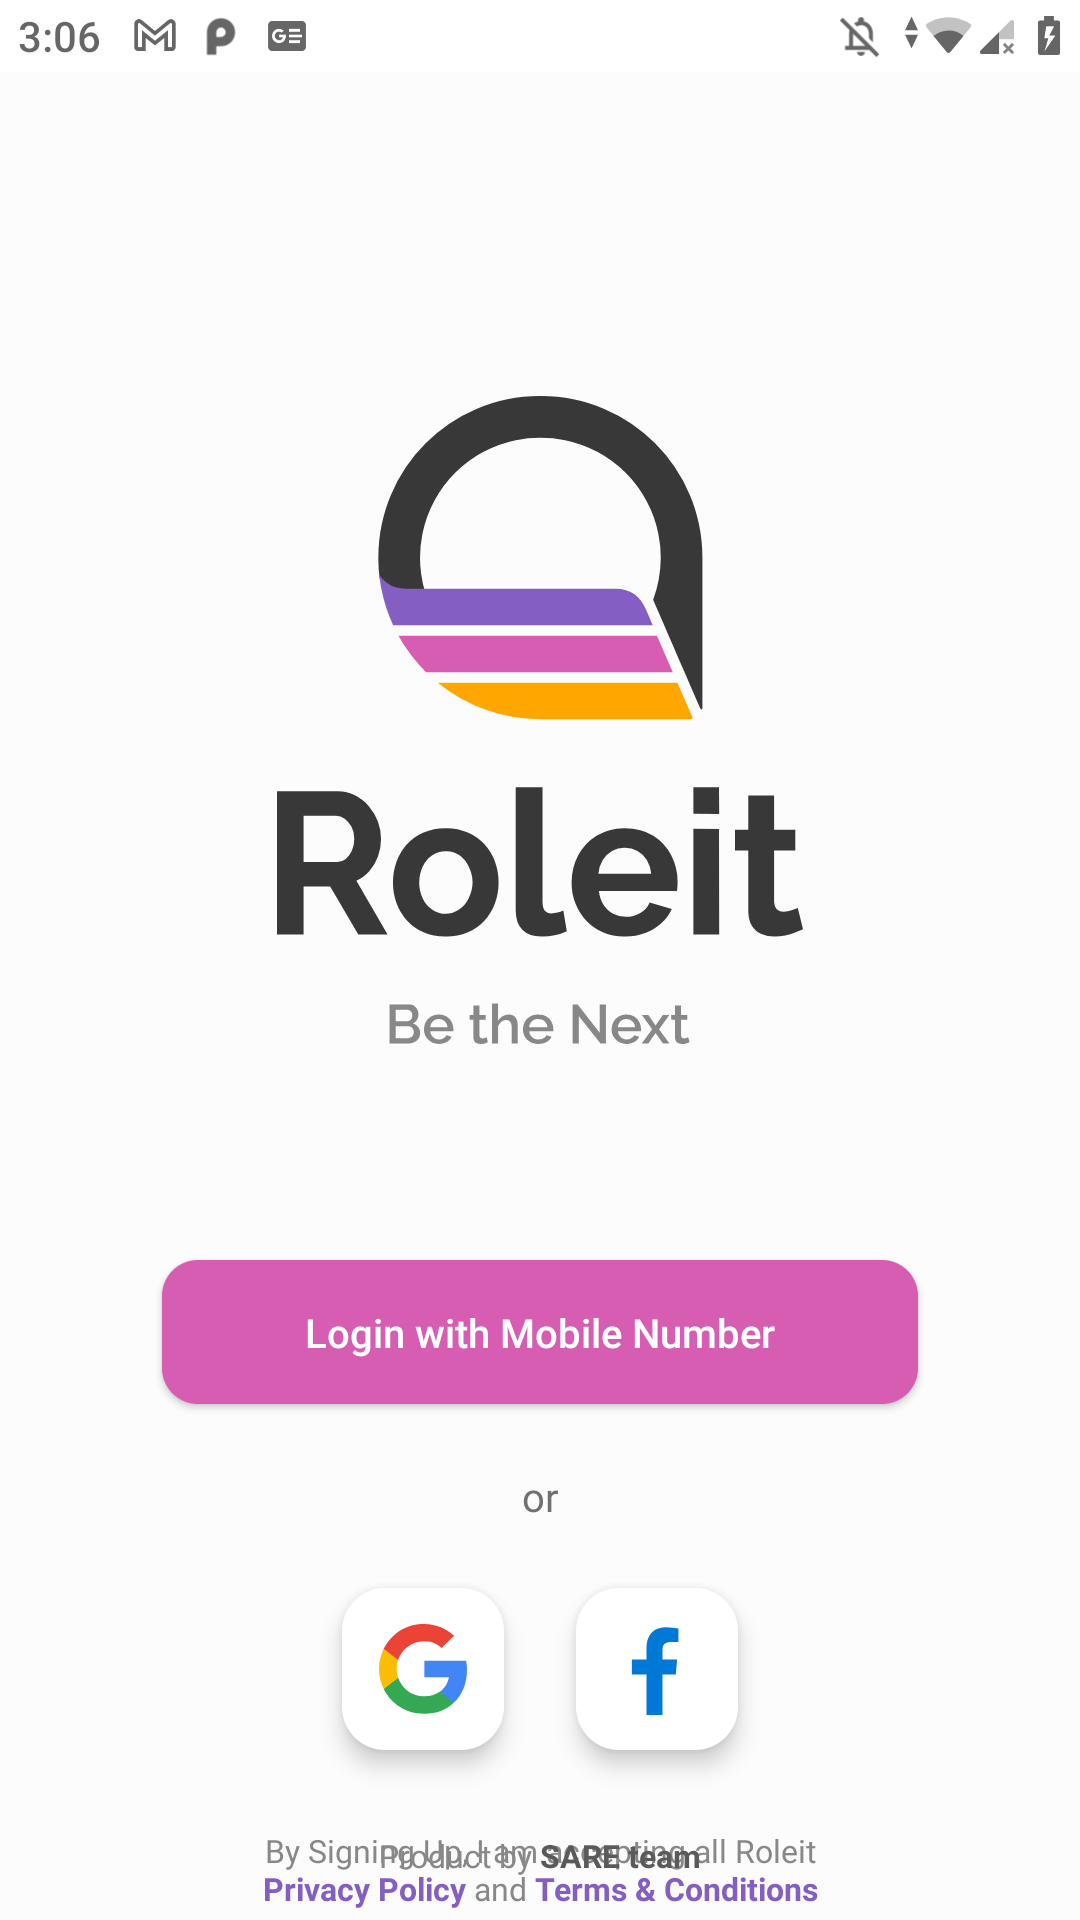 3:06
Roleit
Be the Next
Login with Mobile Number
or
By Signing Up, I am accepting all Roleit
Product by SARE team
Privacy Policy and Terms & Conditions